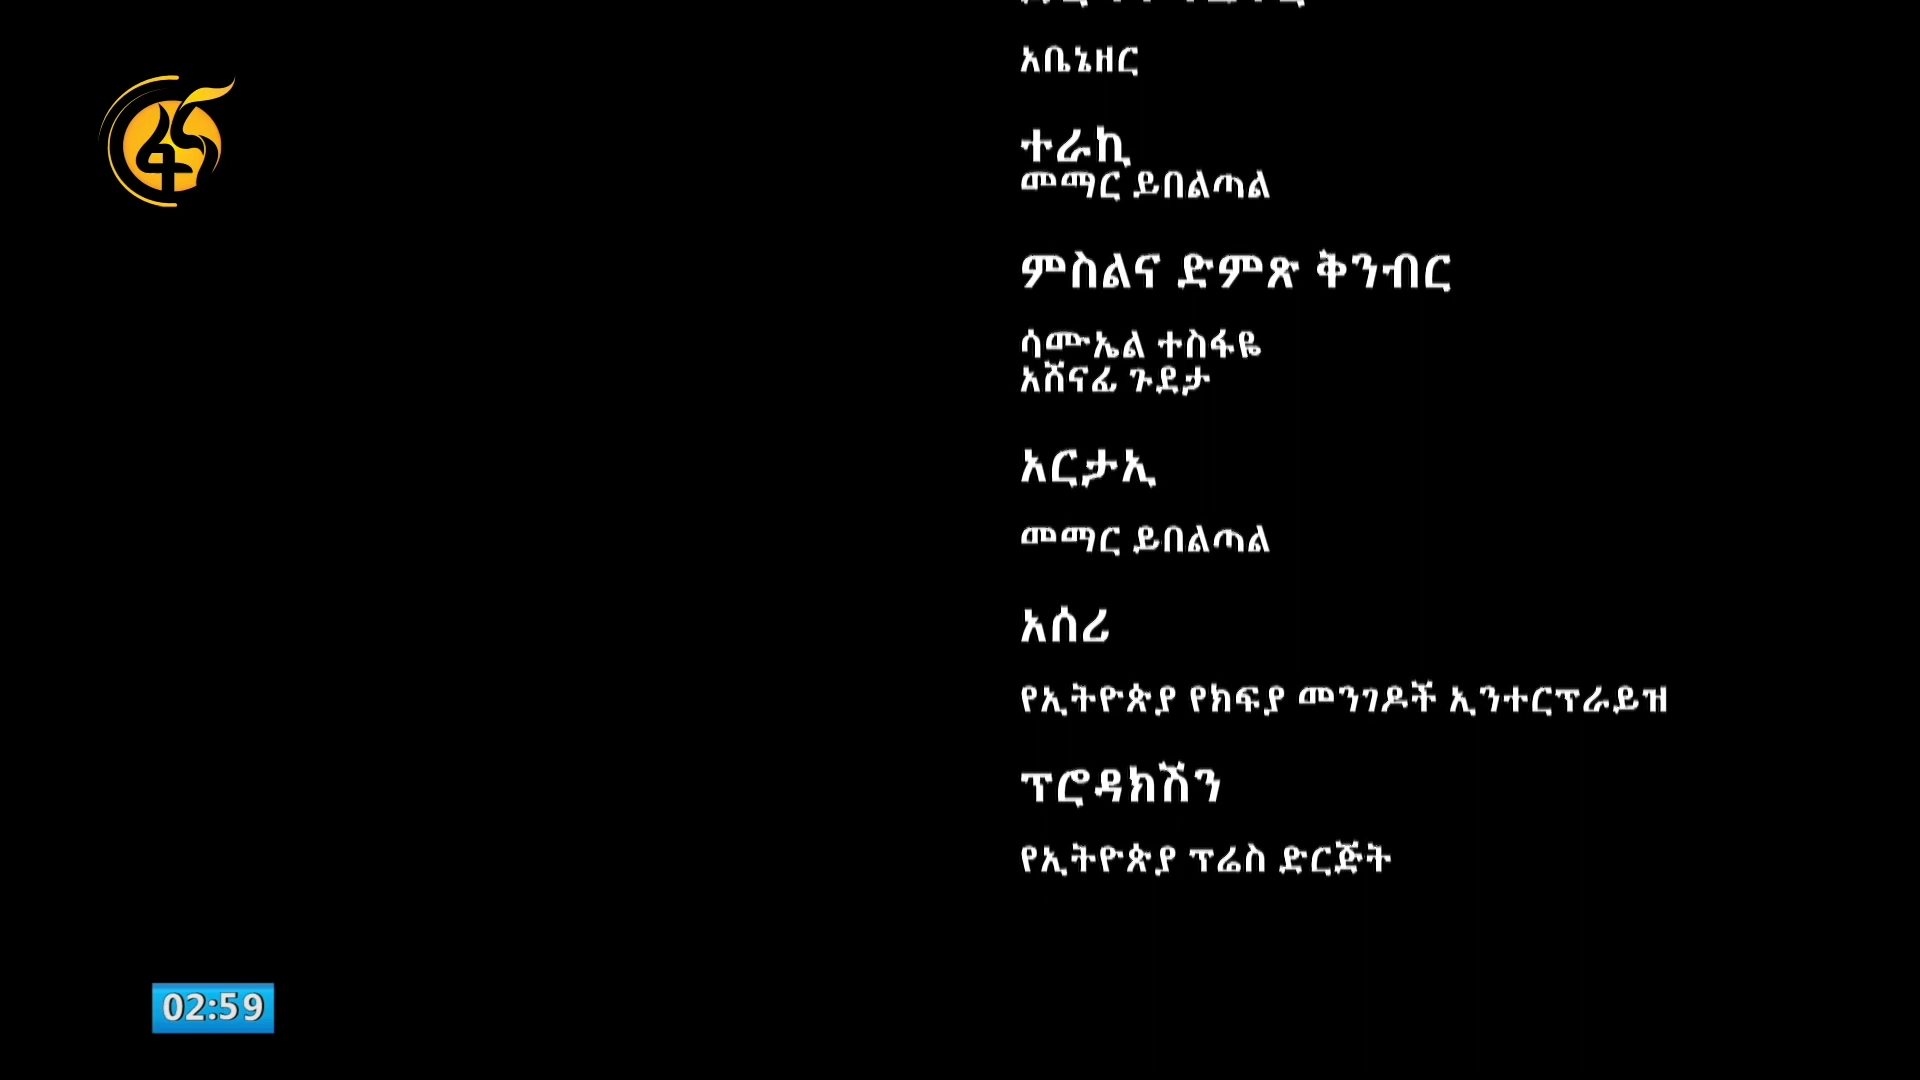 አቤኔዘር
ተራኪ
መማር ይበልጣል
ምስልና ድምጽ ቅንብር
ሳሙኤል ተስፋዬ
አሸናፊ ጉደታ
አርታኢ
መማር ይበልጣል
አሰሪ
የኢትዮጵያ የክፍያ መንገዶች ኢንተርፕራይዝ
ፕሮዳክሽን
የኢትዮጵያ ፕሬስ ድርጅት
02:59